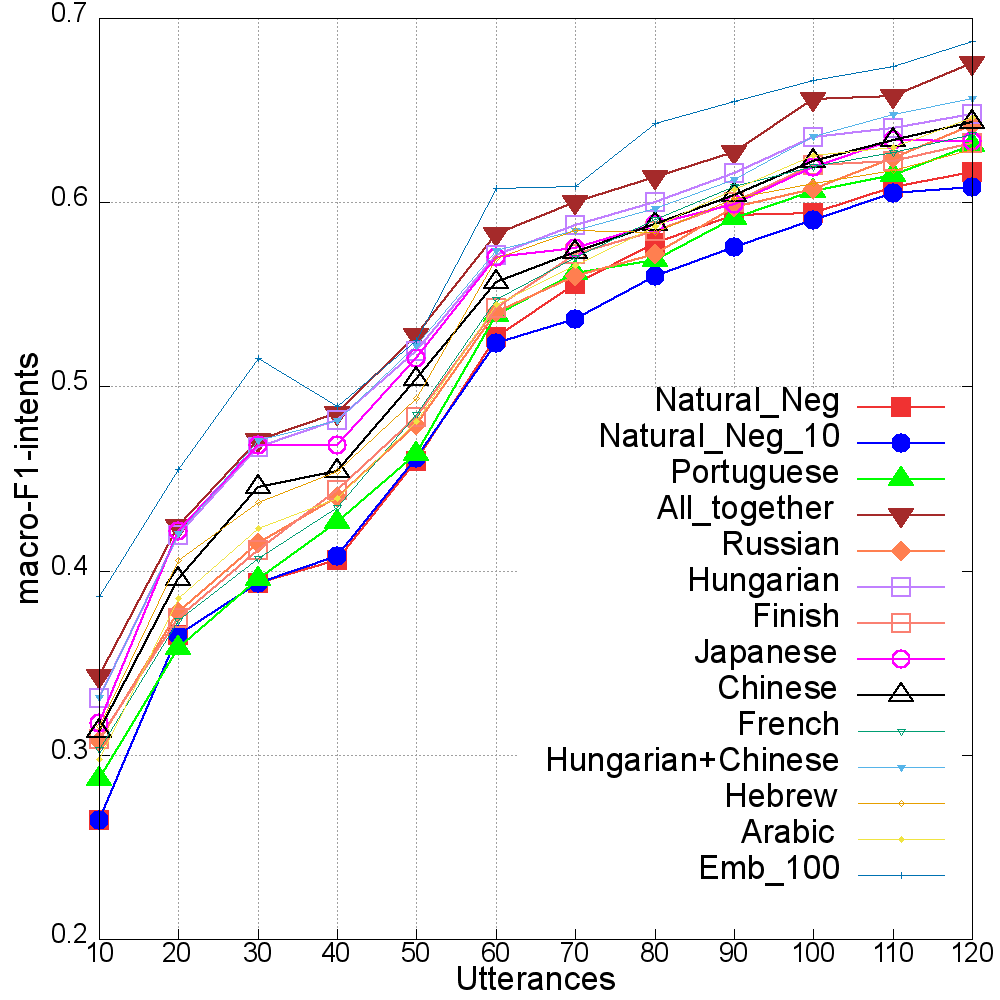 0.7
0.6
0.5
0.4
0.3
0.2
macro-F1-intents
Natural_Neg
Natural_Neg_10
Portuguese
All_together
Russian
Hungarian
Finish
Japanese
Chinese
French
Hungarian+Chinese
Hebrew
Arabic
Emb_100
10 20 30 40 50 60 70 80 90 100 110 120
Utterances